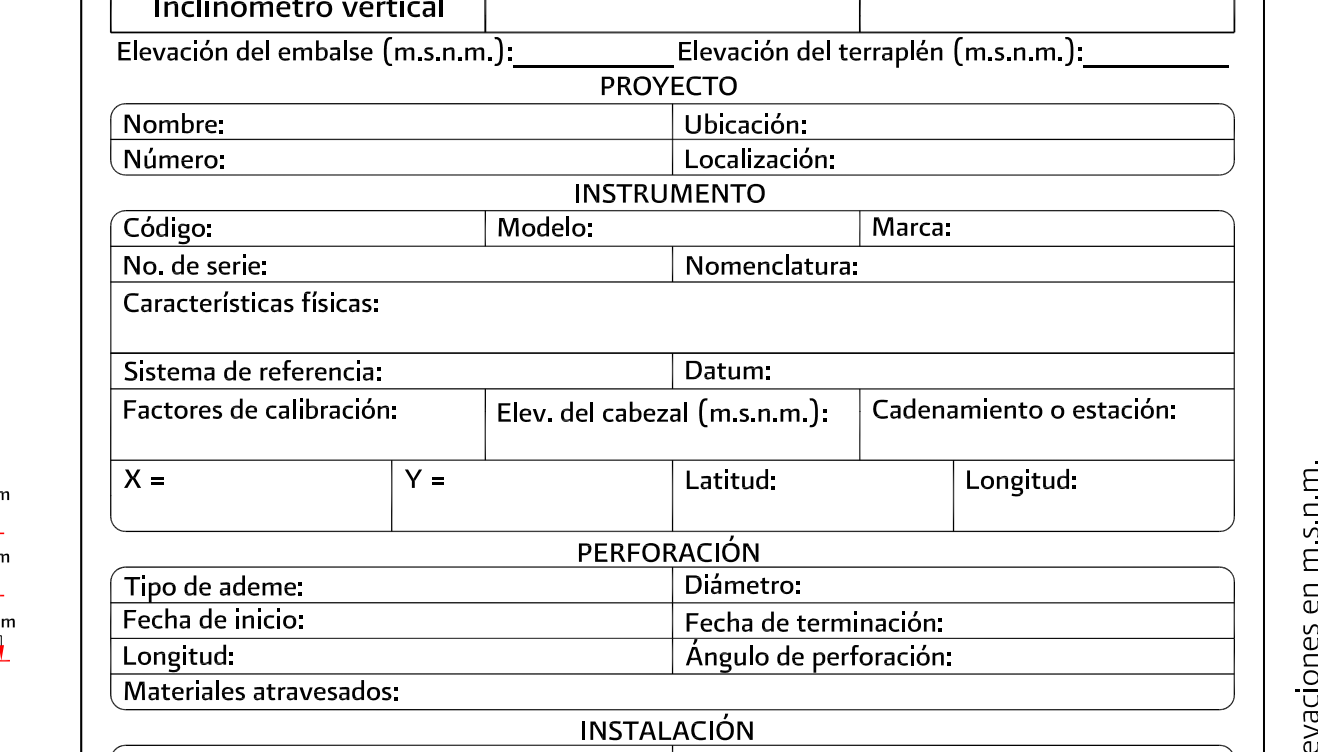 Inclinómetro vertical
Elevación del embalse (m.s.n.m.): Elevación del terraplén (m.s.n.m.):
PROYECTO
Nombre: Ubicación:
Número: Localización:
INSTRUMENTO
Código: Modelo: Marca:
No. de serie: Nomenclatura:
Características físicas:
Sistema de referencia: Datum:
Factores de calibración: Elev. del cabezal (m.s.n.m.): Cadenamiento o estación:
X = Y = Latitud: Longitud:
PERFORACIÓN
Tipo de ademe: Diámetro:
Fecha de inicio: Fecha de terminación:
Longitud: Ángulo de perforación:
Materiales atravesados:
INSTALACIÓN
m
m
m
evaciones en m.s.n.m.